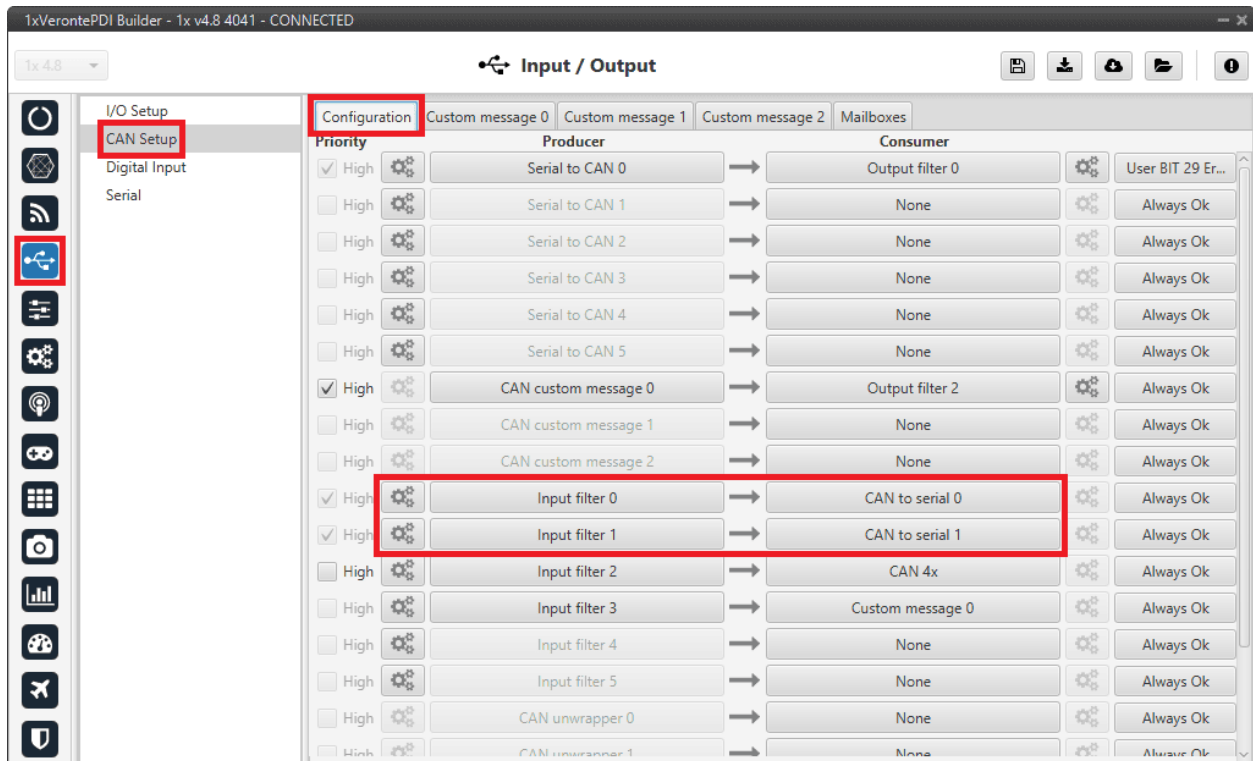 1xVerontePDI Builder - 1x v4.8 4041 - CONNECTED
1x 4.8
Input / Output
I/O Setup
CAN Setup
Digital Input
Serial
Configuration Custom message 0 Custom message 1 Custom message 2 Mailboxes
Priority Producer Consumer
High Serial to CAN 0 Output filter 0 User BIT 29 Er...
High Serial to CAN 1 None Always Ok
High Serial to CAN 2 None Always Ok
High Serial to CAN 3 None Always Ok
High Serial to CAN 4 None Always Ok
High Serial to CAN 5 None Always Ok
High CAN custom message 0 Output filter 2 Always Ok
High CAN custom message 1 None Always Ok
High CAN custom message 2 None Always Ok
High Input filter 0 CAN to serial 0 Always Ok
High Input filter 1 CAN to serial 1 Always Ok
High Input filter 2 CAN 4x Always Ok
High Input filter 3 Custom message 0 Always Ok
High Input filter 4 None Always Ok
High Input filter 5 None Always Ok
High CAN unwrapper 0 None Always Ok
High CAN unwrapper 1 None Always Ok